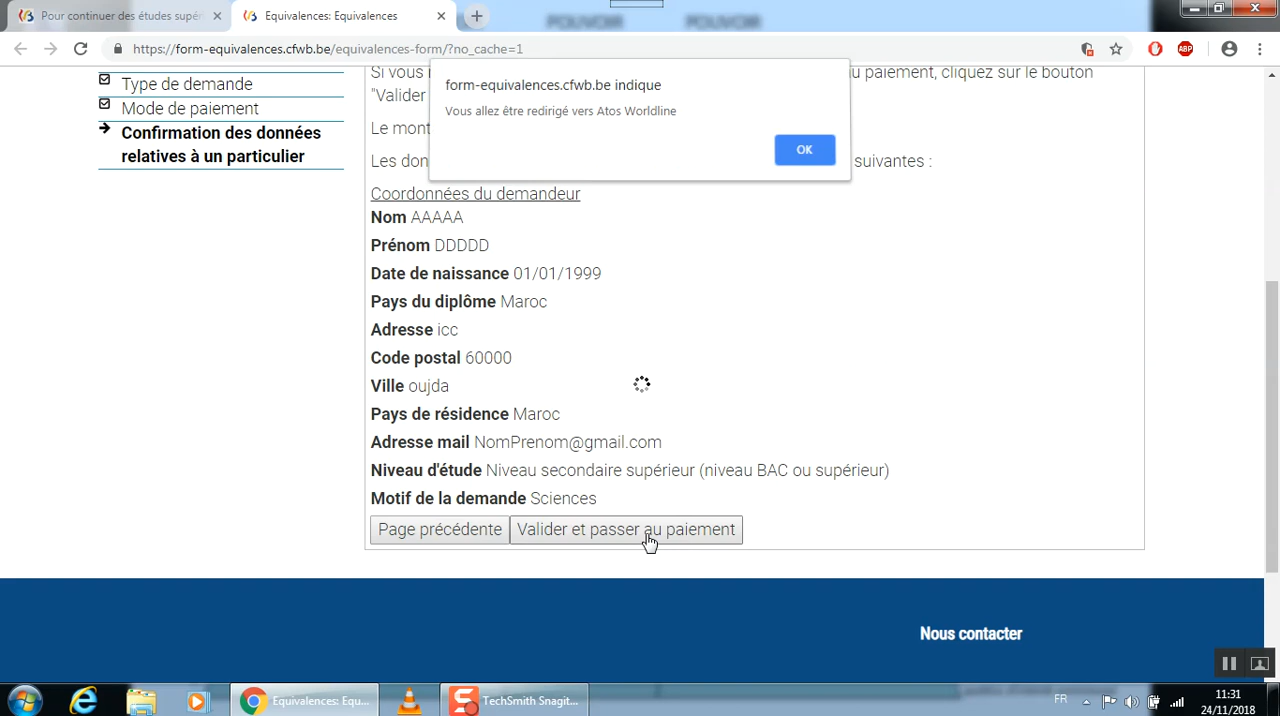 POUVOIR POUVOIR
Pour continuer des études supé
Equivalences: Equivalences
https://form-equivalences.cfwb.be/equivalences-form/?no_cache=1
ABP
Type de demande
Mode de paiement
Confirmation des données
relatives à un particulier
form-equivalences.cfwb.be indique
Vous allez être redirigé vers Atos Worldline
OK
Si vous au paiement, cliquez sur le bouton
"Valider
Le mont
Les don suivantes :
Coordonnées du demandeur
Nom AAAAA
Prénom DDDDD
Date de naissance 01/01/1999
Pays du diplôme Maroc
Adresse icc
Code postal 60000
Ville oujda
Pays de résidence Maroc
Adresse mail NomPrenom@gmail.com
Niveau d'étude Niveau secondaire supérieur (niveau BAC ou supérieur)
Motif de la demande Sciences
Page précédente Valider et passer au paiement
Nous contacter
Equivalences: Equ...
TechSmith Snagit...
FR
11:31
24/11/2018